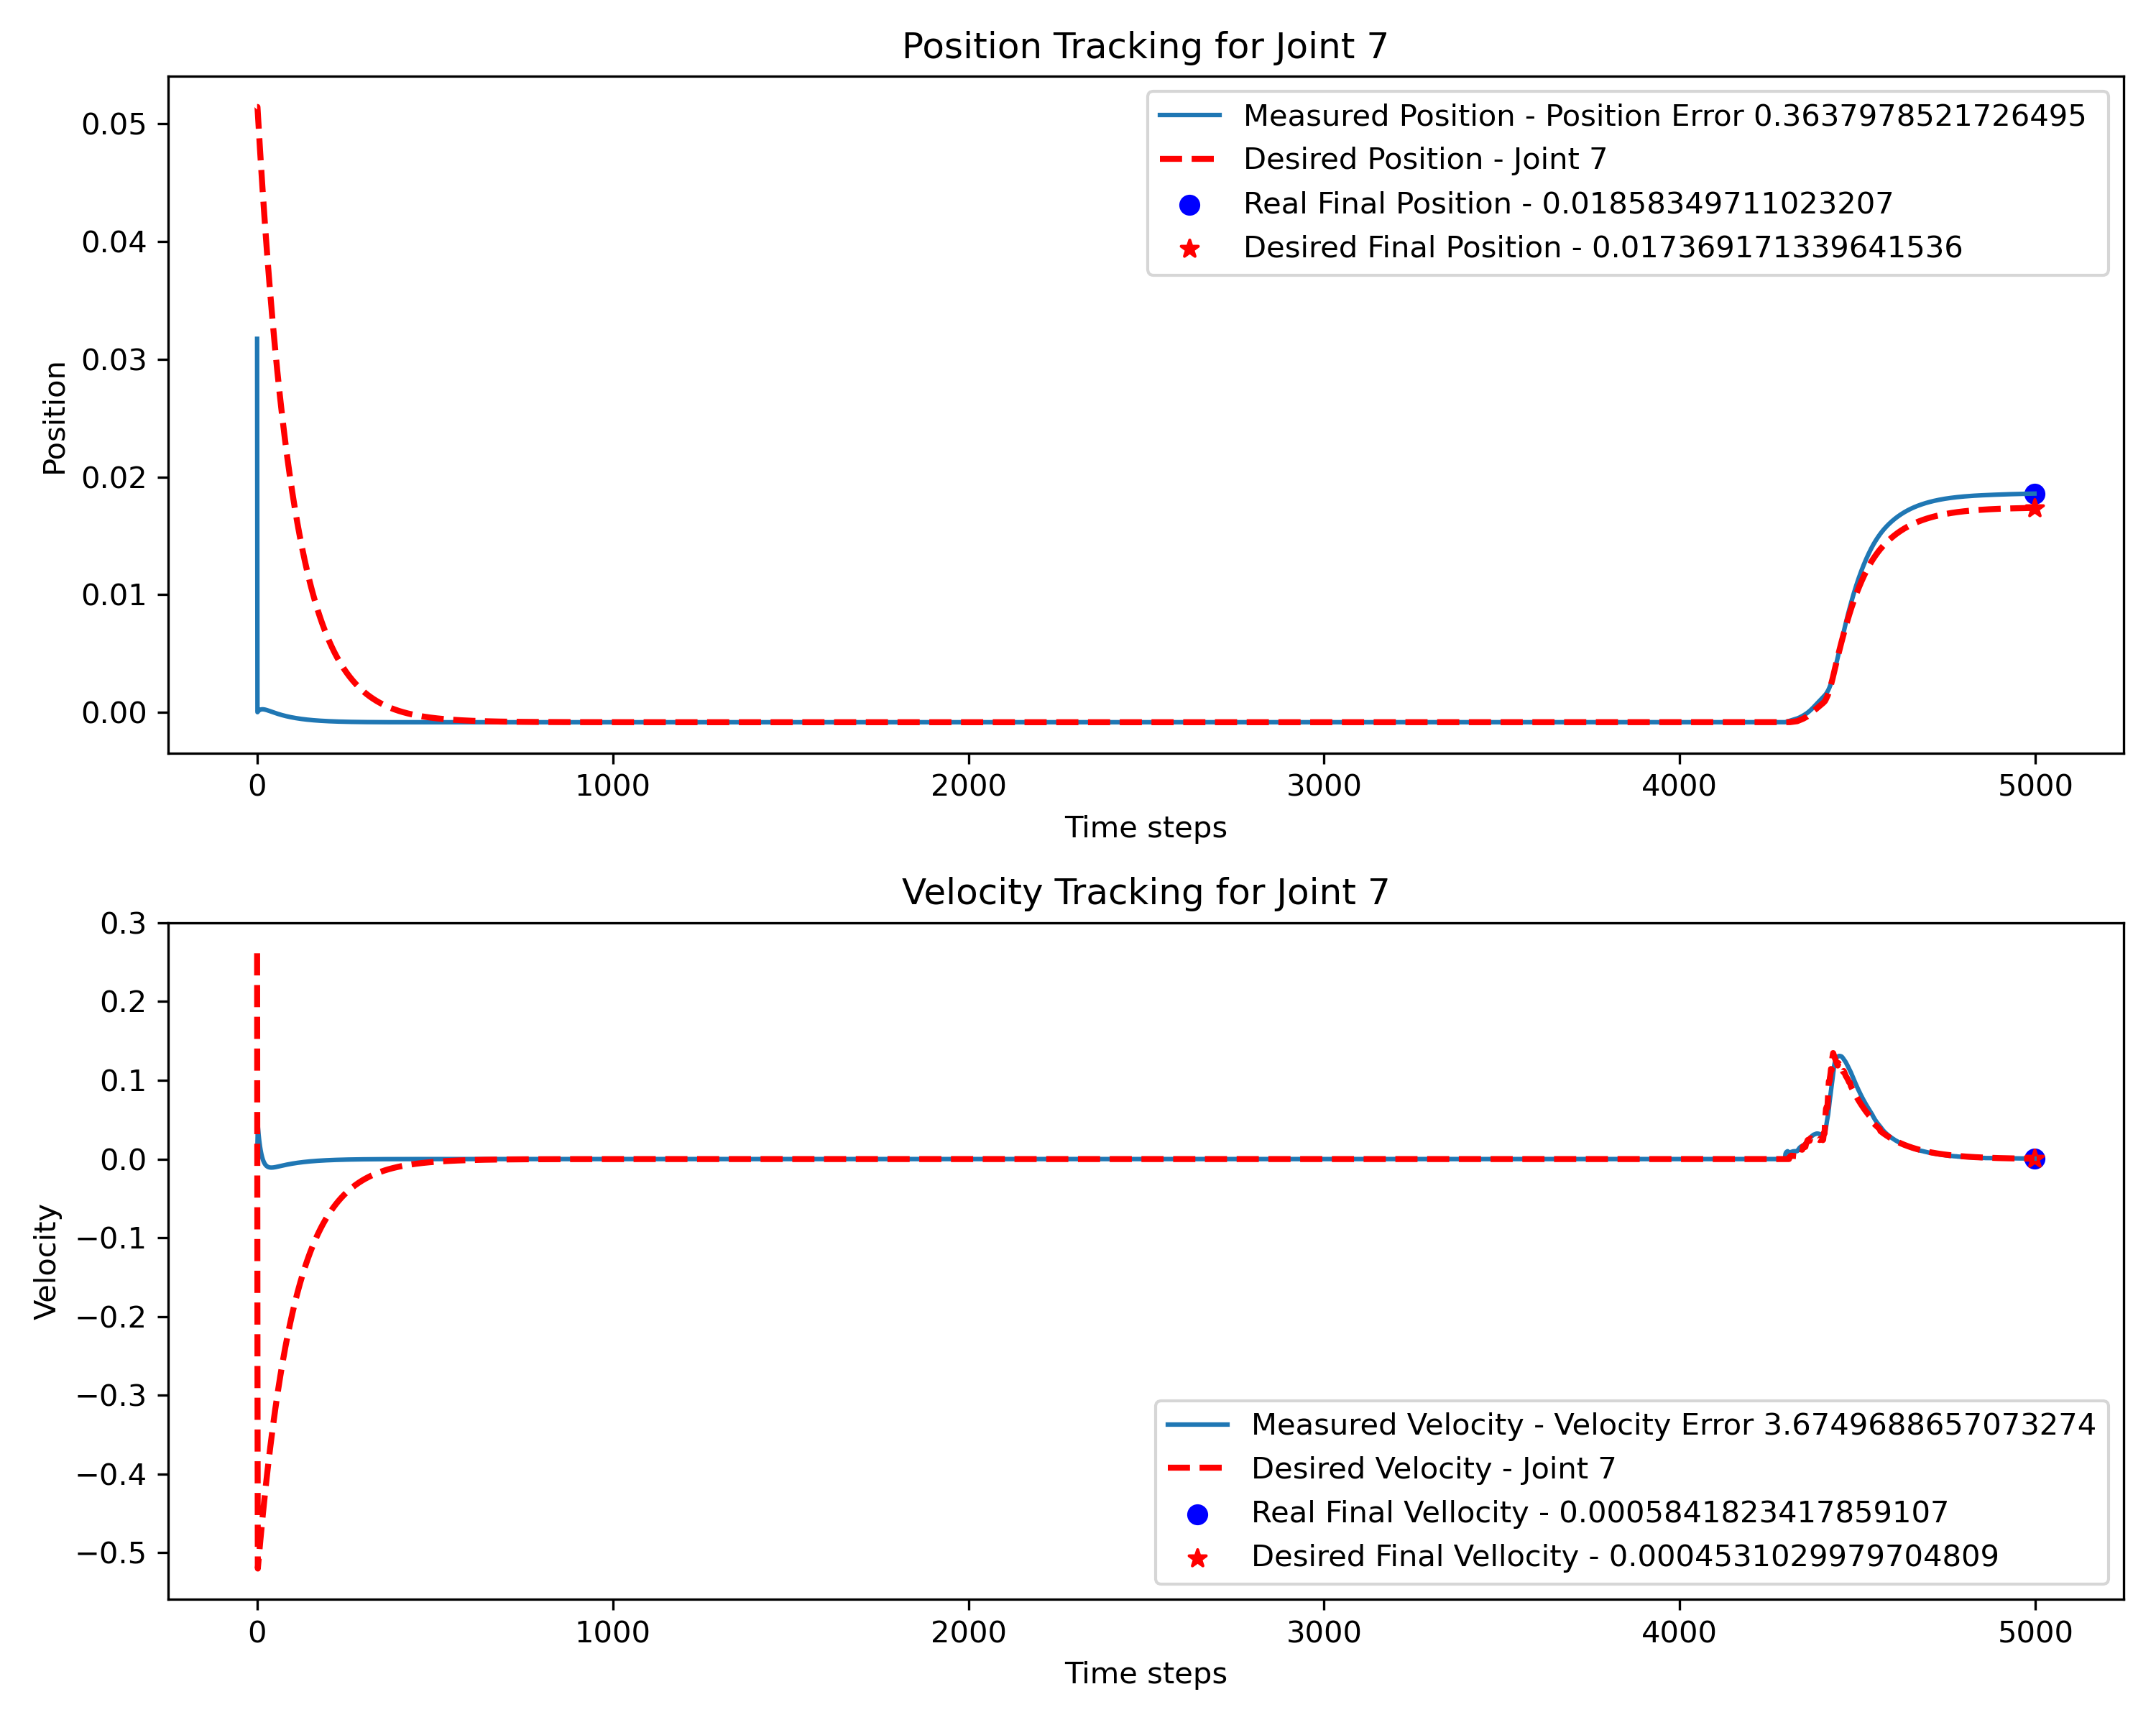 Position Tracking for Joint 7
Measured Position - Position Error 0.3637978521726495
Desired Position - Joint 7
Real Final Position - 0.01858349711023207
Desired Final Position - 0.017369171339641536
0.05
0.04
0.03
0.02
0.01
0.00
Position
0
1000
2000
3000
4000
5000
Time steps
Velocity Tracking for Joint 7
0.3
0.2
0.1
0.0
−0.1
−0.2
−0.3
−0.4
−0.5
Velocity
Measured Velocity - Velocity Error 3.6749688657073274
Desired Velocity - Joint 7
Real Final Vellocity - 0.0005841823417859107
Desired Final Vellocity - 0.0004531029979704809
0
1000
2000
3000
4000
5000
Time steps